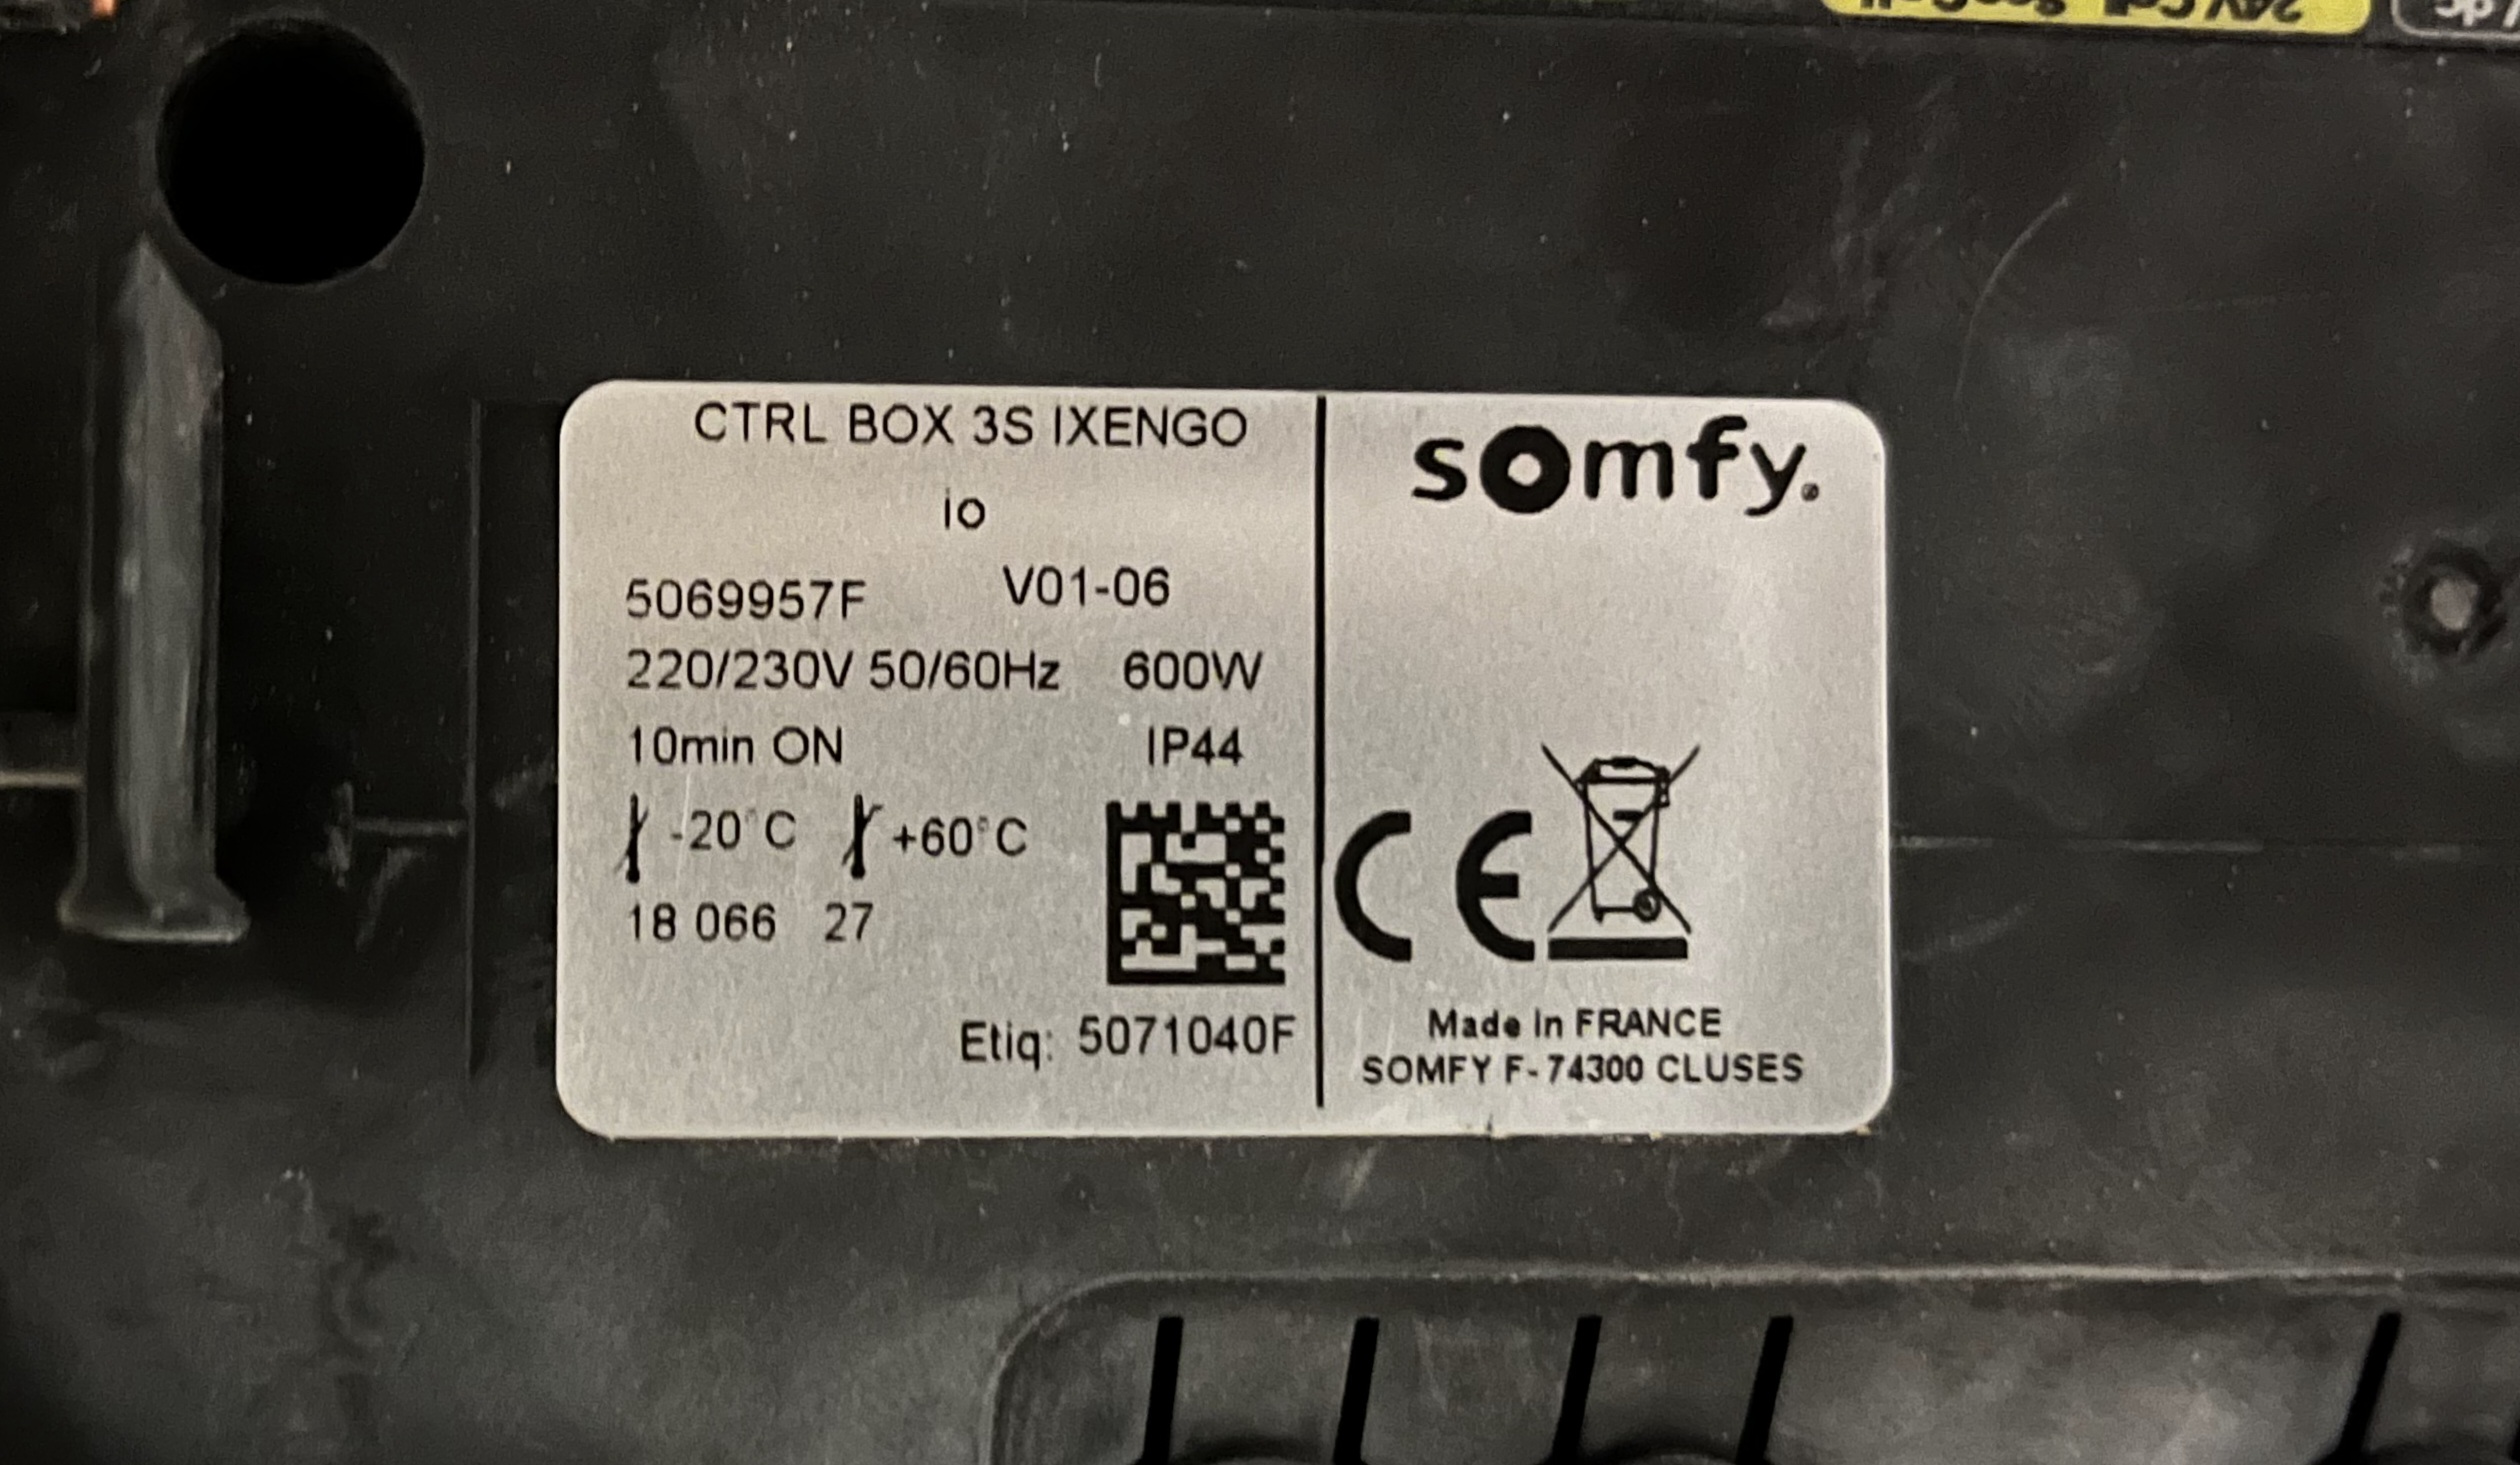 CTRL BOX 3S IXENGO
io
5069957F V01-06
220/230V 50/60Hz 600W
10min ON IP44
-20°C +60°C
18 066 27
Etiq: 5071040F
somfy.
CE
Made in FRANCE
SOMFY F-74300 CLUSES